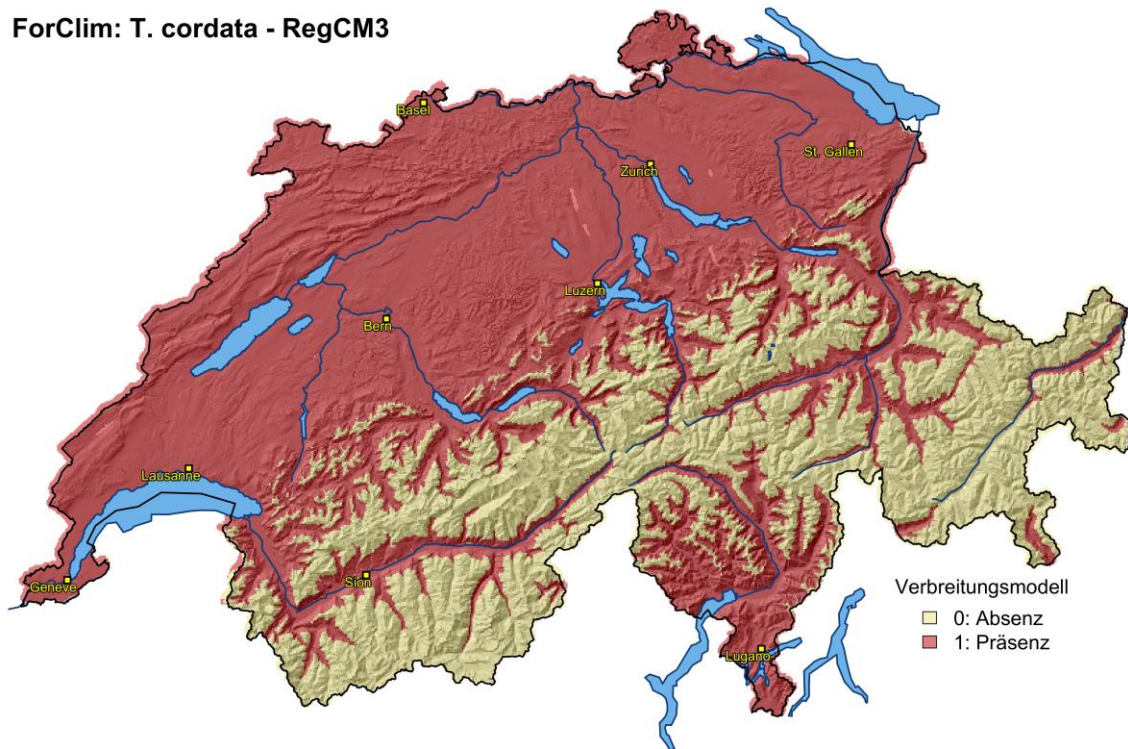 ForClim: T. cordata - RegCM3
Basel
St. Gallen
Zurich
Luzern
Bern
Lausanne
Geneve
Sion
Lugano
Verbreitungsmodell
0: Absenz
1: Präsenz